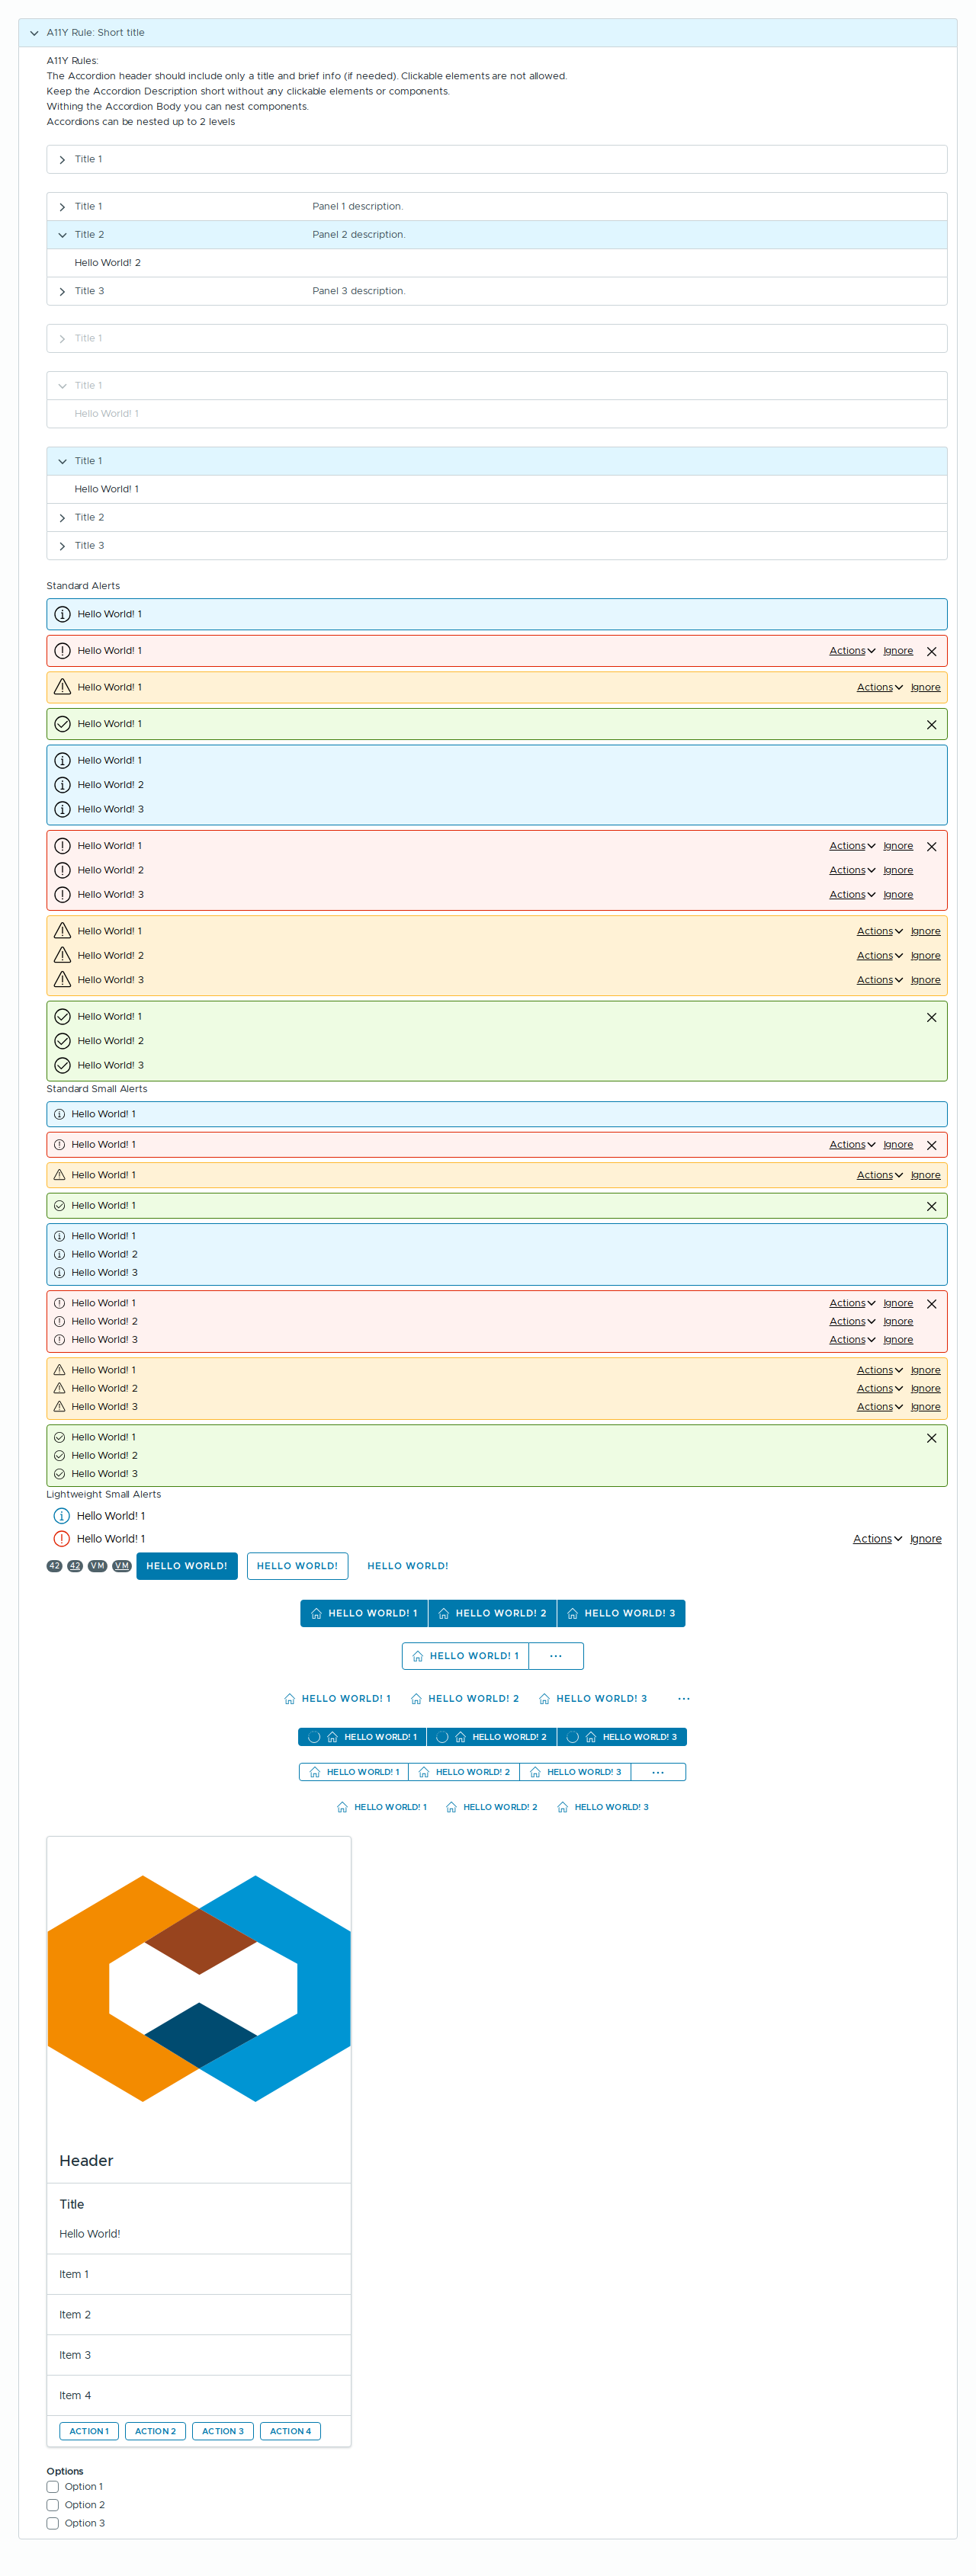 A11Y Rule: Short title
A11Y Rules:
The Accordion header should include only a title and brief info (if needed). Clickable elements are not allowed.
Keep the Accordion Description short without any clickable elements or components.
Withing the Accordion Body you can nest components.
Accordions can be nested up to 2 levels
Title 1
Title 1 Panel 1 description.
Title 2 Panel 2 description.
Hello World! 2
Title 3 Panel 3 description.
Title 1
Title 1
Hello World! 1
Title 1
Hello World! 1
Title 2
Title 3
Standard Alerts
Hello World! 1
Hello World! 1 Actions Ignore
Hello World! 1 Actions Ignore
Hello World! 1
Hello World! 1
Hello World! 2
Hello World! 3
Hello World! 1 Actions Ignore
Hello World! 2 Actions Ignore
Hello World! 3 Actions Ignore
Hello World! 1 Actions Ignore
Hello World! 2 Actions Ignore
Hello World! 3 Actions Ignore
Hello World! 1
Hello World! 2
Hello World! 3
Standard Small Alerts
Hello World! 1
Hello World! 1 Actions Ignore
Hello World! 1 Actions Ignore
Hello World! 1
Hello World! 1
Hello World! 2
Hello World! 3
Hello World! 1 Actions Ignore
Hello World! 2 Actions Ignore
Hello World! 3 Actions Ignore
Hello World! 1 Actions Ignore
Hello World! 2 Actions Ignore
Hello World! 3 Actions Ignore
Hello World! 1
Hello World! 2
Hello World! 3
Lightweight Small Alerts
Hello World! 1
Hello World! 1 Actions Ignore
42 42 VM VM HELLO WORLD! HELLO WORLD! HELLO WORLD!
HELLO WORLD! 1 HELLO WORLD! 2 HELLO WORLD! 3
HELLO WORLD! 1 ...
HELLO WORLD! 1 HELLO WORLD! 2 HELLO WORLD! 3 ...
HELLO WORLD! 1 HELLO WORLD! 2 HELLO WORLD! 3
HELLO WORLD! 1 HELLO WORLD! 2 HELLO WORLD! 3 ...
HELLO WORLD! 1 HELLO WORLD! 2 HELLO WORLD! 3
Header
Title
Hello World!
Item 1
Item 2
Item 3
Item 4
ACTION 1 ACTION 2 ACTION 3 ACTION 4
Options
Option 1
Option 2
Option 3